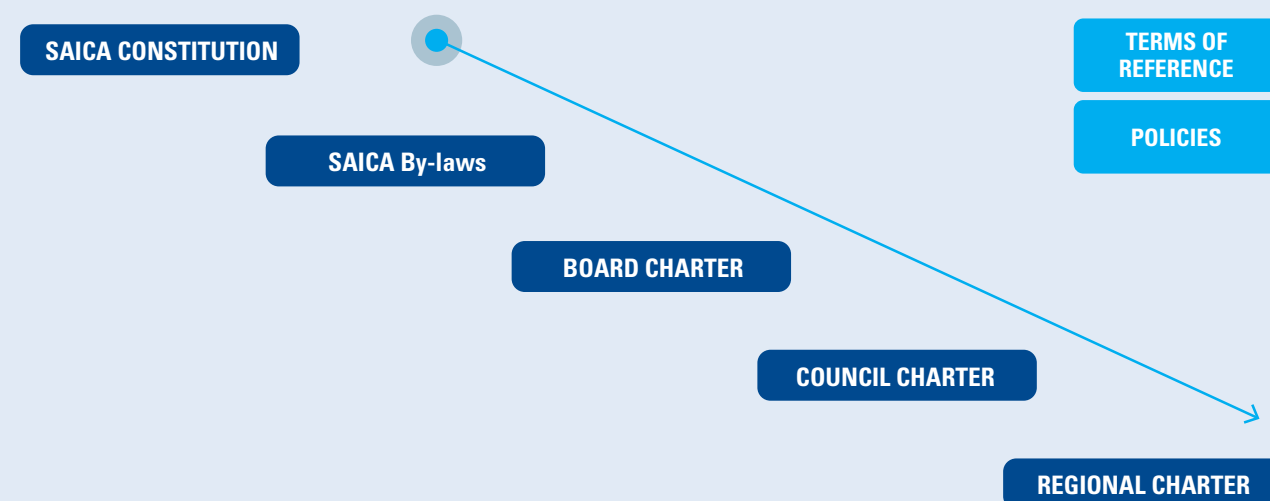 SAICA CONSTITUTION
TERMS OF
REFERENCE
POLICIES
SAICA By-laws
BOARD CHARTER
COUNCIL CHARTER
REGIONAL CHARTER